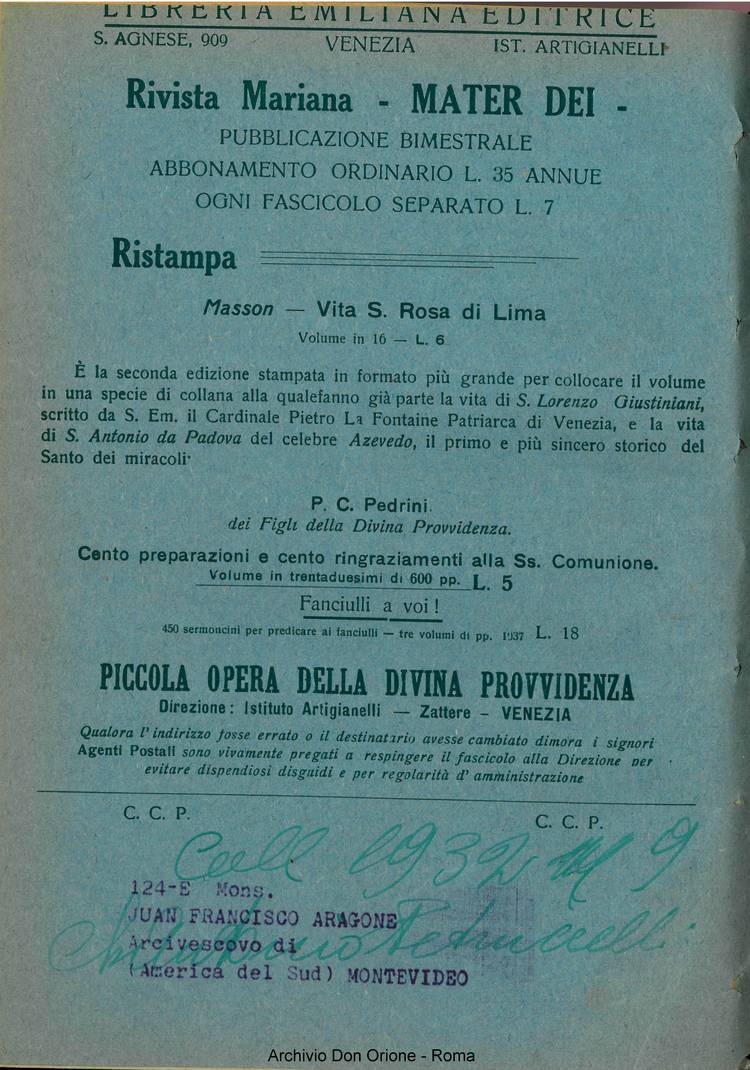 LIBRERIA EMILIANA EDITRICE
S. AGNESE, 909 VENEZIA IST. ARTIGIANELLI
Rivista Mariana - MATER DEI -
PUBBLICAZIONE BIMESTRALE
ABBONAMENTO ORDINARIO L. 35 ANNUE
OGNI FASCICOLO SEPARATO L. 7
Ristampa
Masson — Vita S. Rosa di Lima
Volume in 16 — L. 6
È la seconda edizione stampata in formato più grande per collocare il volume
in una specie di collana alla qualefanno già parte la vita di S. Lorenzo Giustiniani,
scritto da S. Em. il Cardinale Pietro La Fontaine Patriarca di Venezia, e la vita
di S. Antonio da Padova del celebre Azevedo, il primo e più sincero storico del
Santo dei miracoli·
P. C. Pedrini.
dei Figli della Divina Provvidenza.
Cento preparazioni e cento ringraziamenti alla Ss. Comunione.
Volume in trentaduesimi di 600 pp. L. 5
Fanciulli a voi !
450 sermoncini per predicare ai fanciulli — tre volumi di pp. 1937 L. 18
PICCOLA OPERA DELLA DIVINA PROVVIDENZA
Direzione : Istituto Artigianelli — Zattere – VENEZIA
Qualora l' indirizzo fosse errato o il destinatario avesse cambiato dimora i signori
Agenti Postali sono vivamente pregati a respingere il fascicolo alla Direzione per
evitare dispendiosi disguidi e per regolarità d' amministrazione
C. C. P. C. C. P.
1932 9
124-E Mons.
JUAN FRANCISCO ARAGONE
Arcivescovo di
(America del Sud) MONTEVIDEO
Archivio Don Orione - Roma